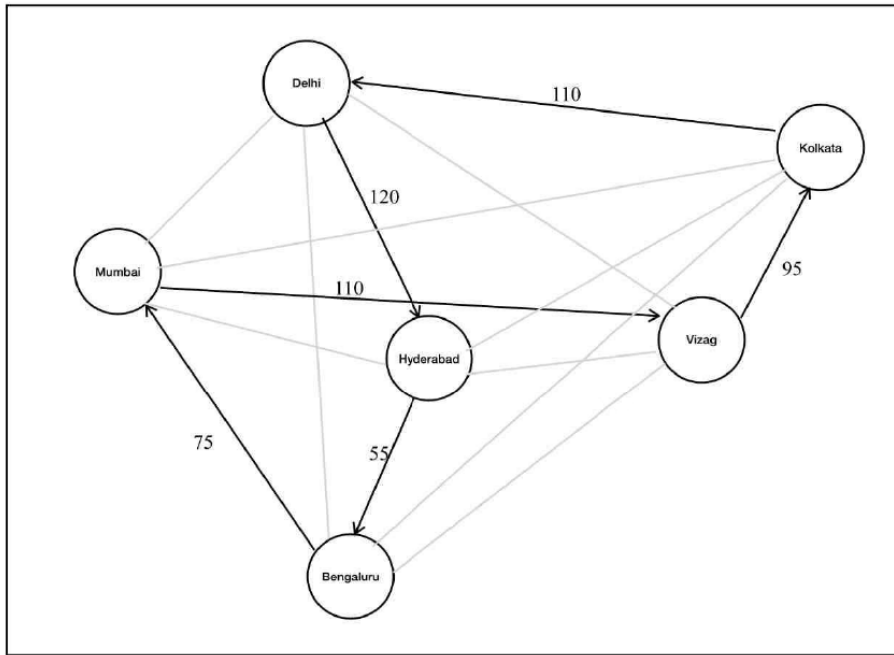 Delhi
110
Kolkata
120
Mumbai
110
95
Hyderabad
Vizag
75
55
Bengaluru